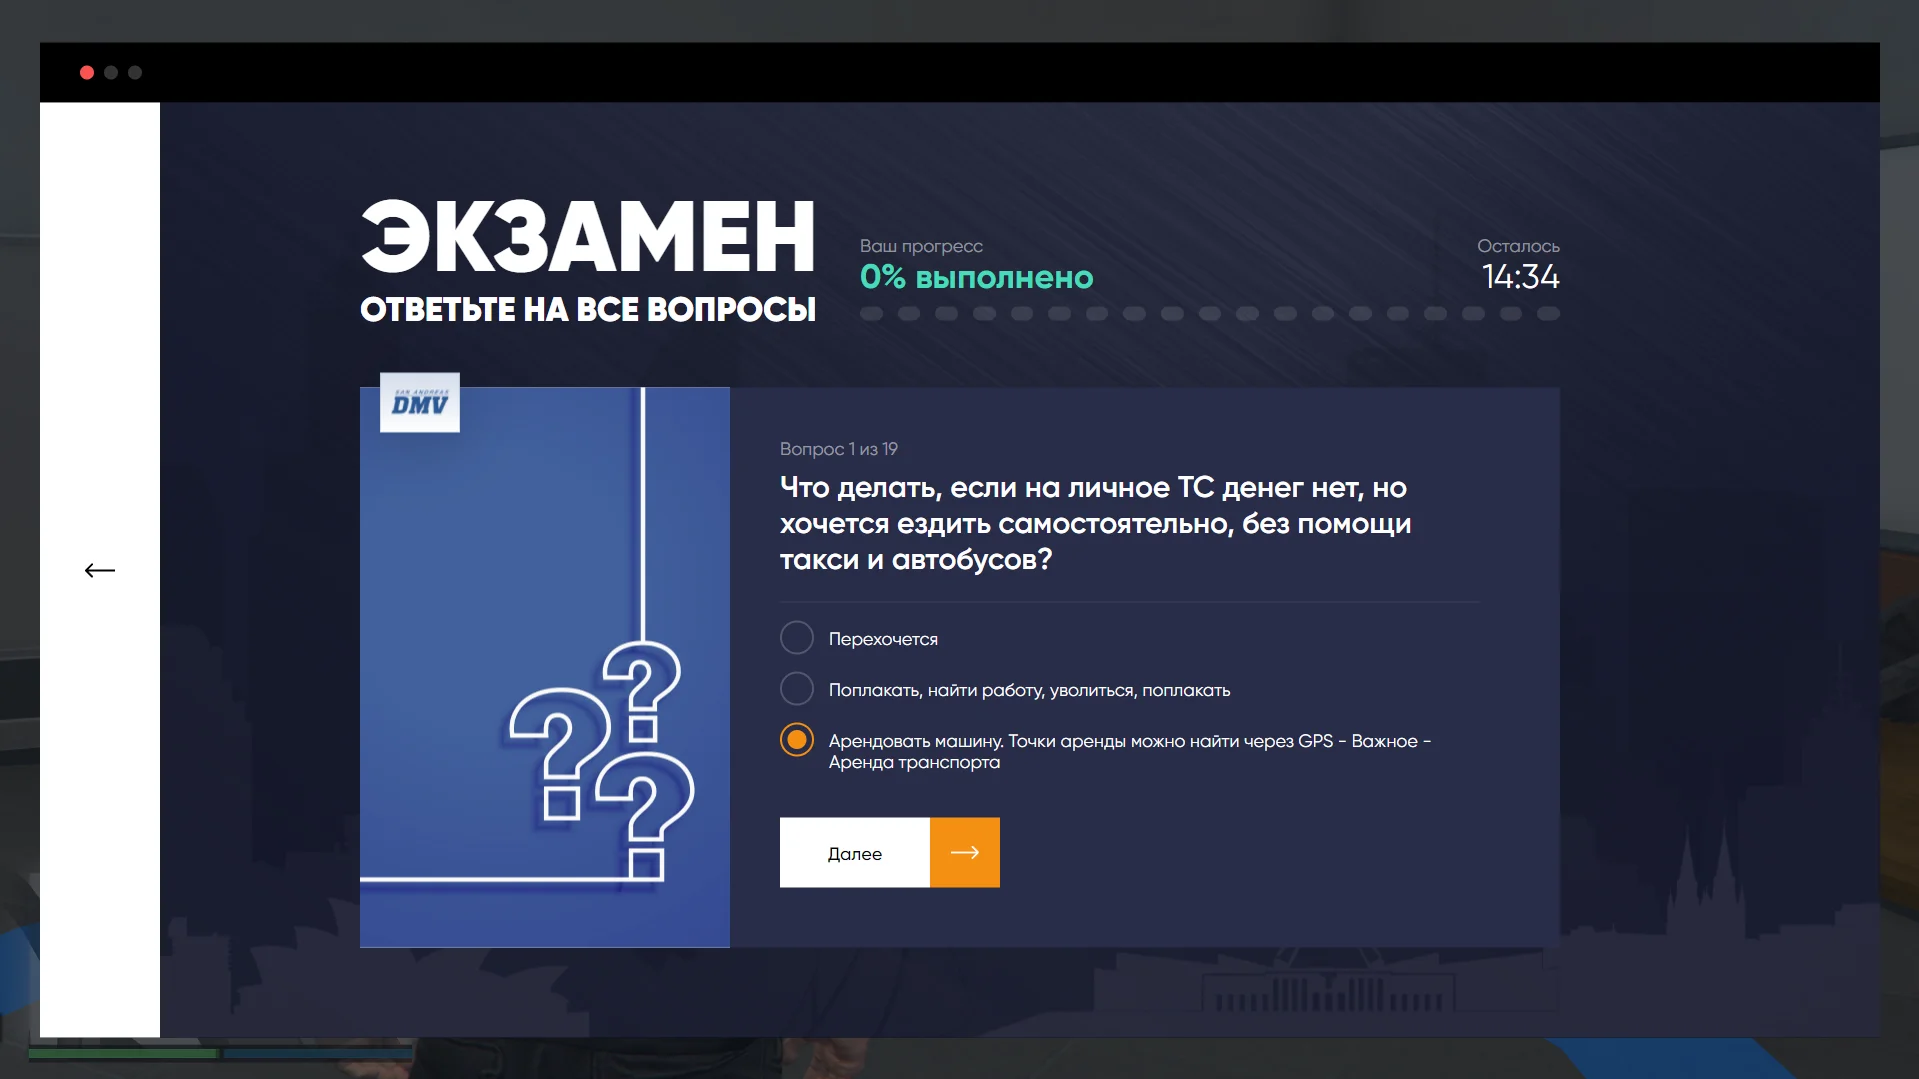 ЭКЗАМЕН
ОТВЕТЬТЕ НА ВСЕ ВОПРОСЫ
Ваш прогресс
0% выполнено
Осталось
14:34
SAN ANDREAS
DMV
Вопрос 1 из 19
Что делать, если на личное ТС денег нет, но
хочется ездить самостоятельно, без помощи
такси и автобусов?
Перехочется
Поплакать, найти работу, уволиться, поплакать
Арендовать машину. Точки аренды можно найти через GPS - Важное -
Аренда транспорта
Далее